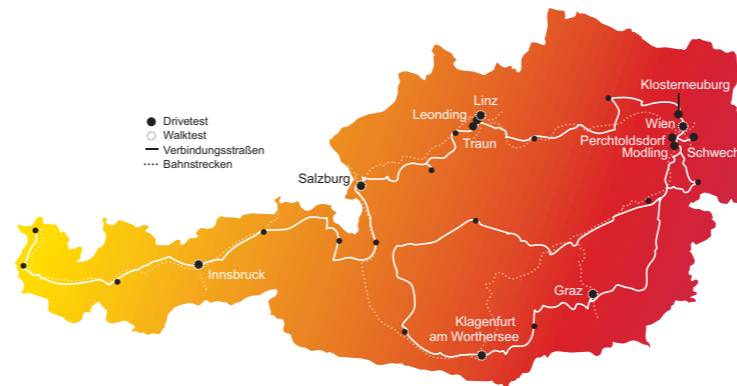 Klosterneuburg
Linz
Drivetest
Walktest
Verbindungsstraßen
Bahnstrecken
Leonding
Wien
Traun
Perchtoldsdorf
Modling
Schwech
Salzburg
Innsbruck
Graz
Klagenfurt
am Worthersee